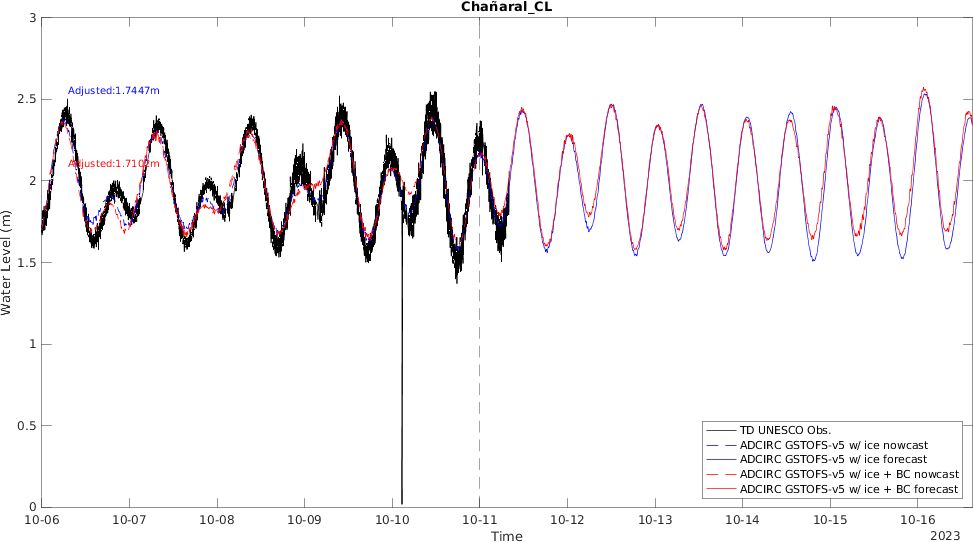 Chañaral_CL
3
2.5
2
1.5
1
0.5
0
Water Level (m)
Adjusted:1.7447m
Adjusted:1.7102m
TD UNESCO Obs.
ADCIRC GSTOFS-v5 w/ ice nowcast
ADCIRC GSTOFS-v5 w/ ice forecast
ADCIRC GSTOFS-v5 w/ ice + BC nowcast
ADCIRC GSTOFS-v5 w/ ice + BC forecast
10-06 10-07 10-08 10-09 10-10 10-11 10-12 10-13 10-14 10-15 10-16
Time
2023